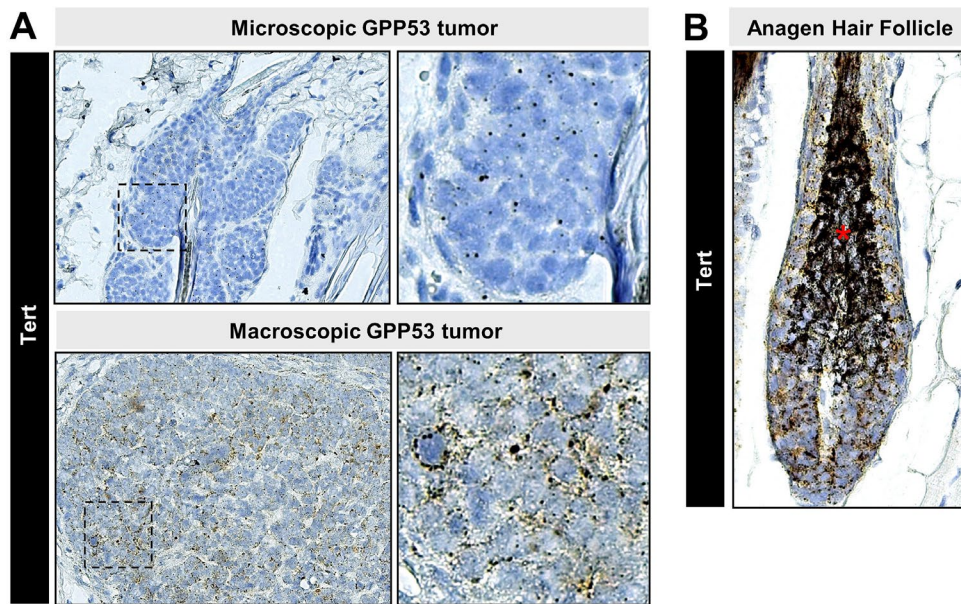 A
Microscopic GPP53 tumor
Tert
Macroscopic GPP53 tumor
B
Anagen Hair Follicle
Tert
*